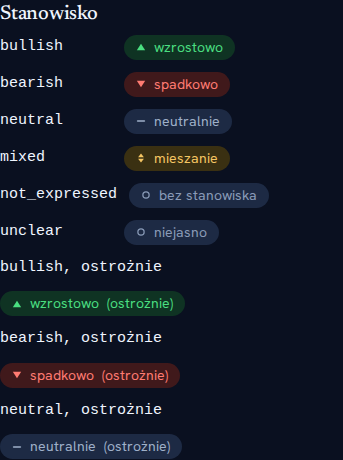 Stanowisko
bullish wzrostowo
bearish spadkowo
neutral neutralnie
mixed mieszanie
not_expressed bez stanowiska
unclear niejasno
bullish, ostrożnie
wzrostowo (ostrożnie)
bearish, ostrożnie
spadkowo (ostrożnie)
neutral, ostrożnie
neutralnie (ostrożnie)